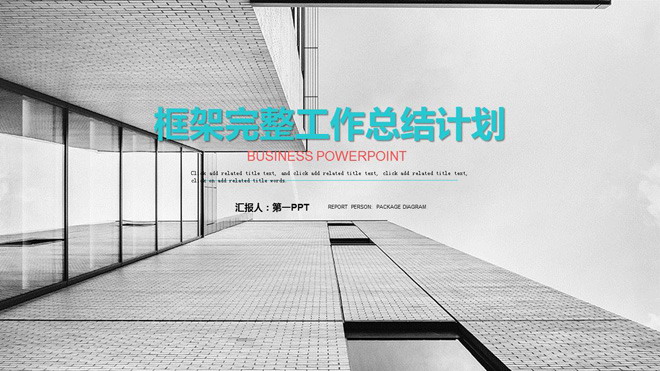 框架完整工作总结计划
BUSINESS POWERPOINT
Click add related title text, and click add related title text, click add related title text,
click on add related title words.
汇报人：第一PPT
REPORT PERSON: PACKAGE DIAGRAM